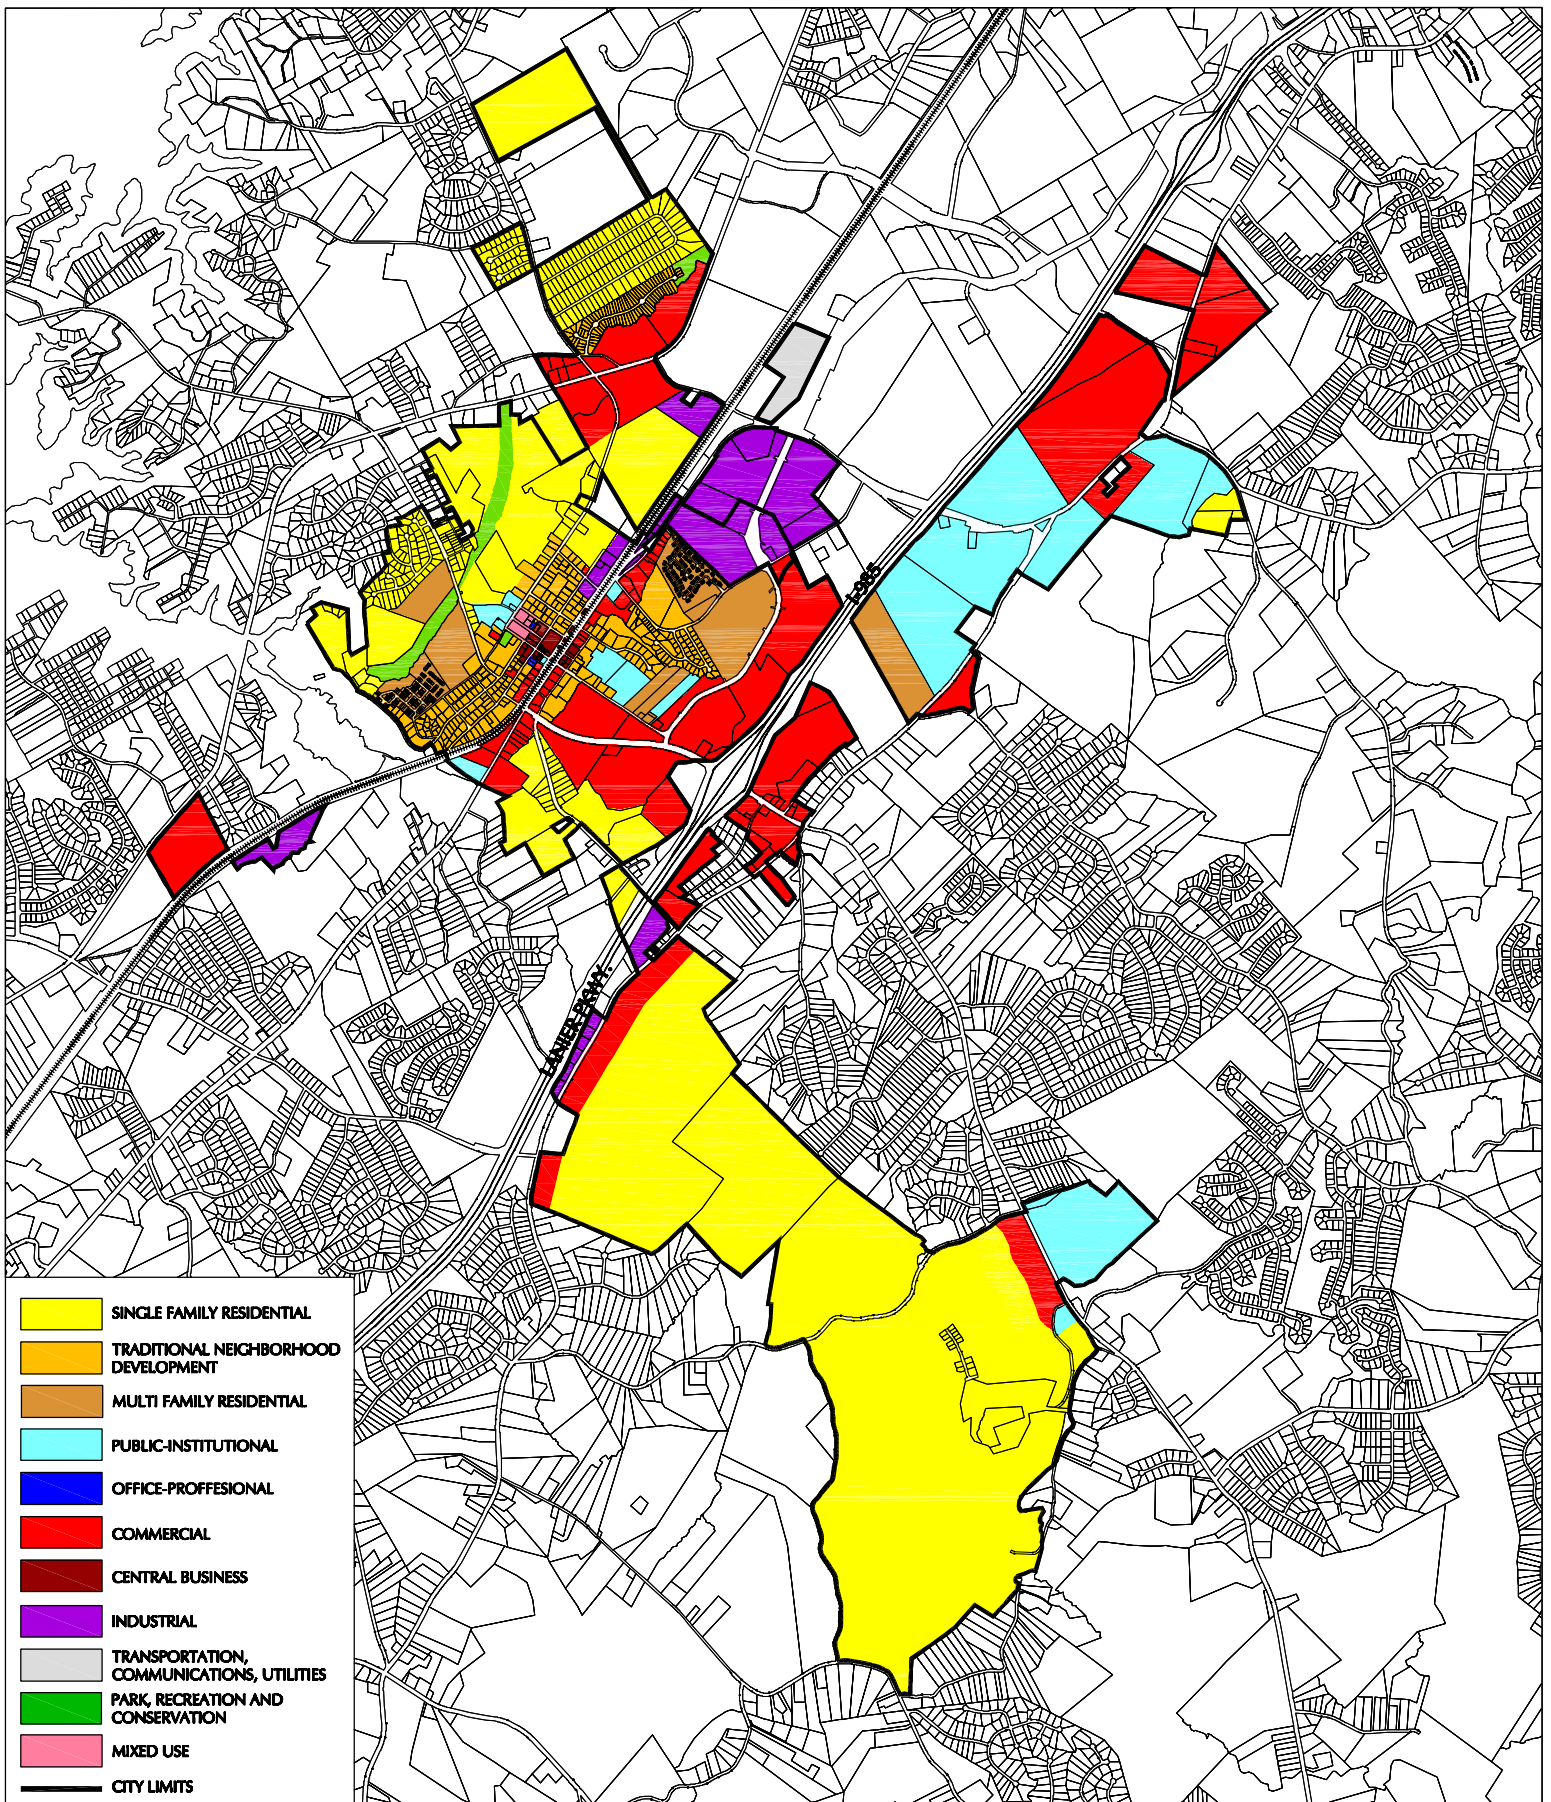 I-985
LANIER PKWY.
SINGLE FAMILY RESIDENTIAL
TRADITIONAL NEIGHBORHOOD
DEVELOPMENT
MULTI FAMILY RESIDENTIAL
PUBLIC-INSTITUTIONAL
OFFICE-PROFFESIONAL
COMMERCIAL
CENTRAL BUSINESS
INDUSTRIAL
TRANSPORTATION,
COMMUNICATIONS, UTILITIES
PARK, RECREATION AND
CONSERVATION
MIXED USE
CITY LIMITS